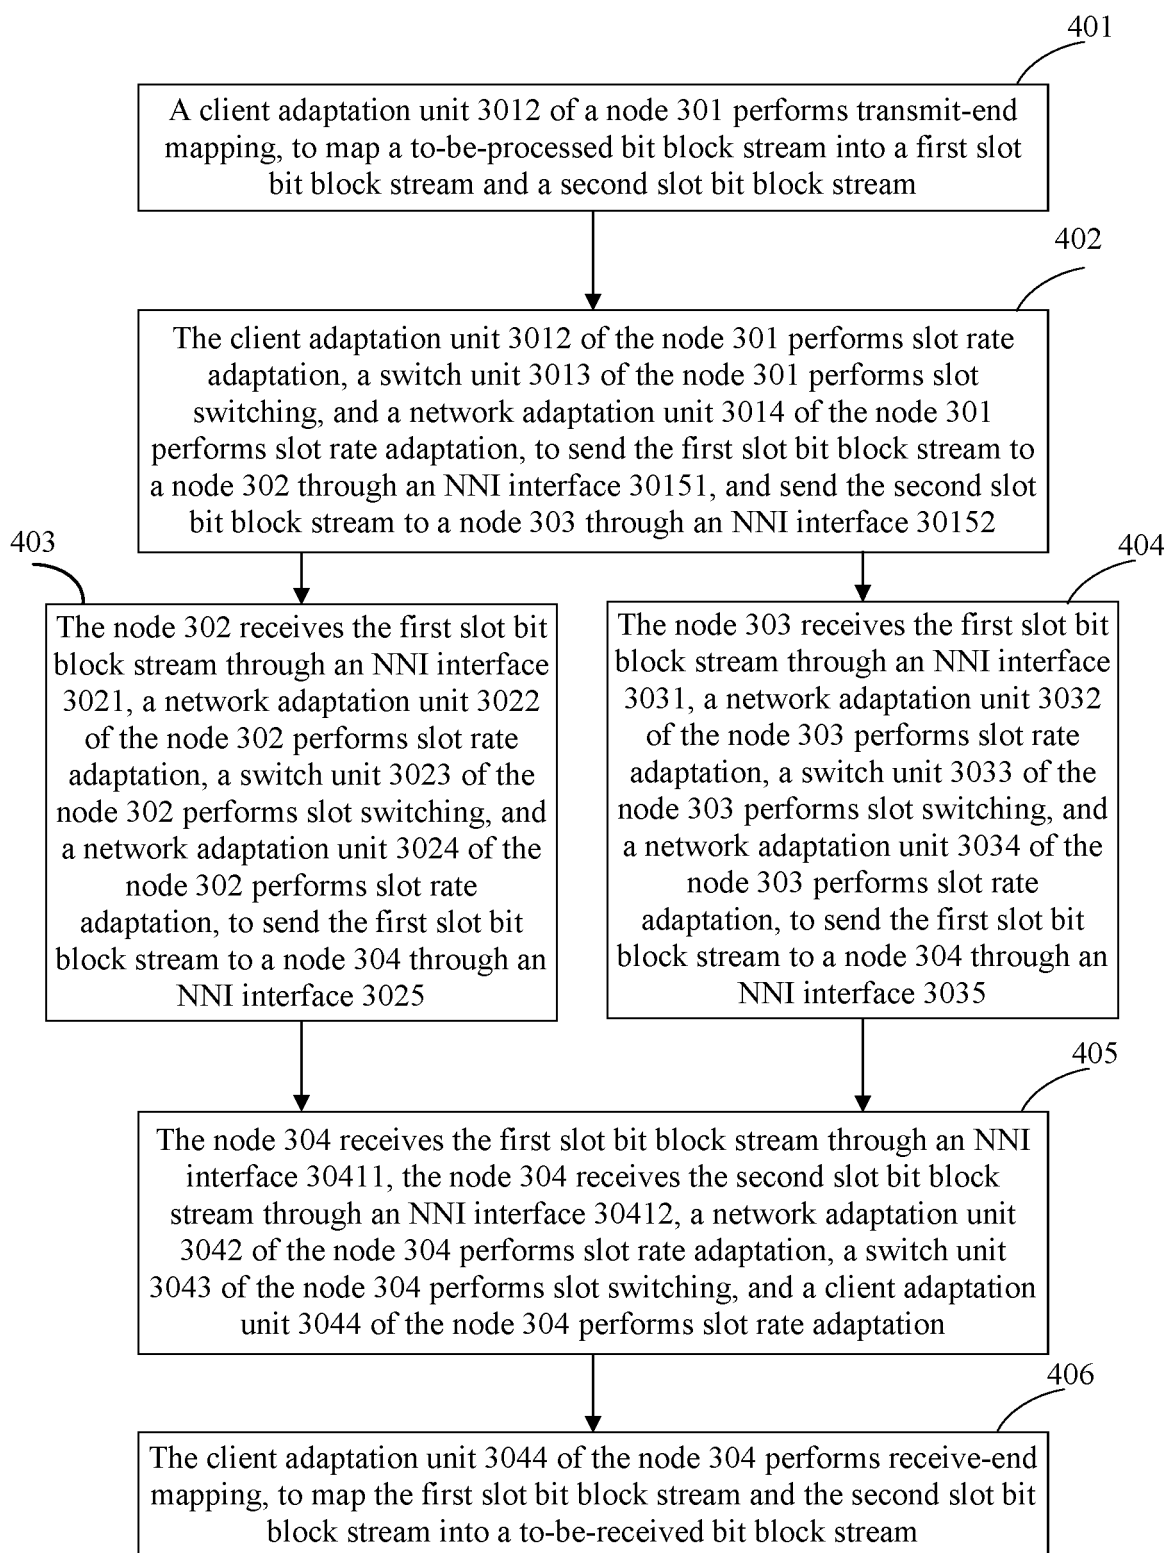 401
A client adaptation unit 3012 of a node 301 performs transmit-end
mapping, to map a to-be-processed bit block stream into a first slot
bit block stream and a second slot bit block stream
402
The client adaptation unit 3012 of the node 301 performs slot rate
adaptation, a switch unit 3013 of the node 301 performs slot
switching, and a network adaptation unit 3014 of the node 301
performs slot rate adaptation, to send the first slot bit block stream to
a node 302 through an NNI interface 30151, and send the second slot
bit block stream to a node 303 through an NNI interface 30152
403
The node 302 receives the first slot bit
block stream through an NNI interface
3021, a network adaptation unit 3022
of the node 302 performs slot rate
adaptation, a switch unit 3023 of the
node 302 performs slot switching, and
a network adaptation unit 3024 of the
node 302 performs slot rate
adaptation, to send the first slot bit
block stream to a node 304 through an
NNI interface 3025
404
The node 303 receives the first slot bit
block stream through an NNI interface
3031, a network adaptation unit 3032
of the node 303 performs slot rate
adaptation, a switch unit 3033 of the
node 303 performs slot switching, and
a network adaptation unit 3034 of the
node 303 performs slot rate
adaptation, to send the first slot bit
block stream to a node 304 through an
NNI interface 3035
405
The node 304 receives the first slot bit block stream through an NNI
interface 30411, the node 304 receives the second slot bit block
stream through an NNI interface 30412, a network adaptation unit
3042 of the node 304 performs slot rate adaptation, a switch unit
3043 of the node 304 performs slot switching, and a client adaptation
unit 3044 of the node 304 performs slot rate adaptation
406
The client adaptation unit 3044 of the node 304 performs receive-end
mapping, to map the first slot bit block stream and the second slot bit
block stream into a to-be-received bit block stream